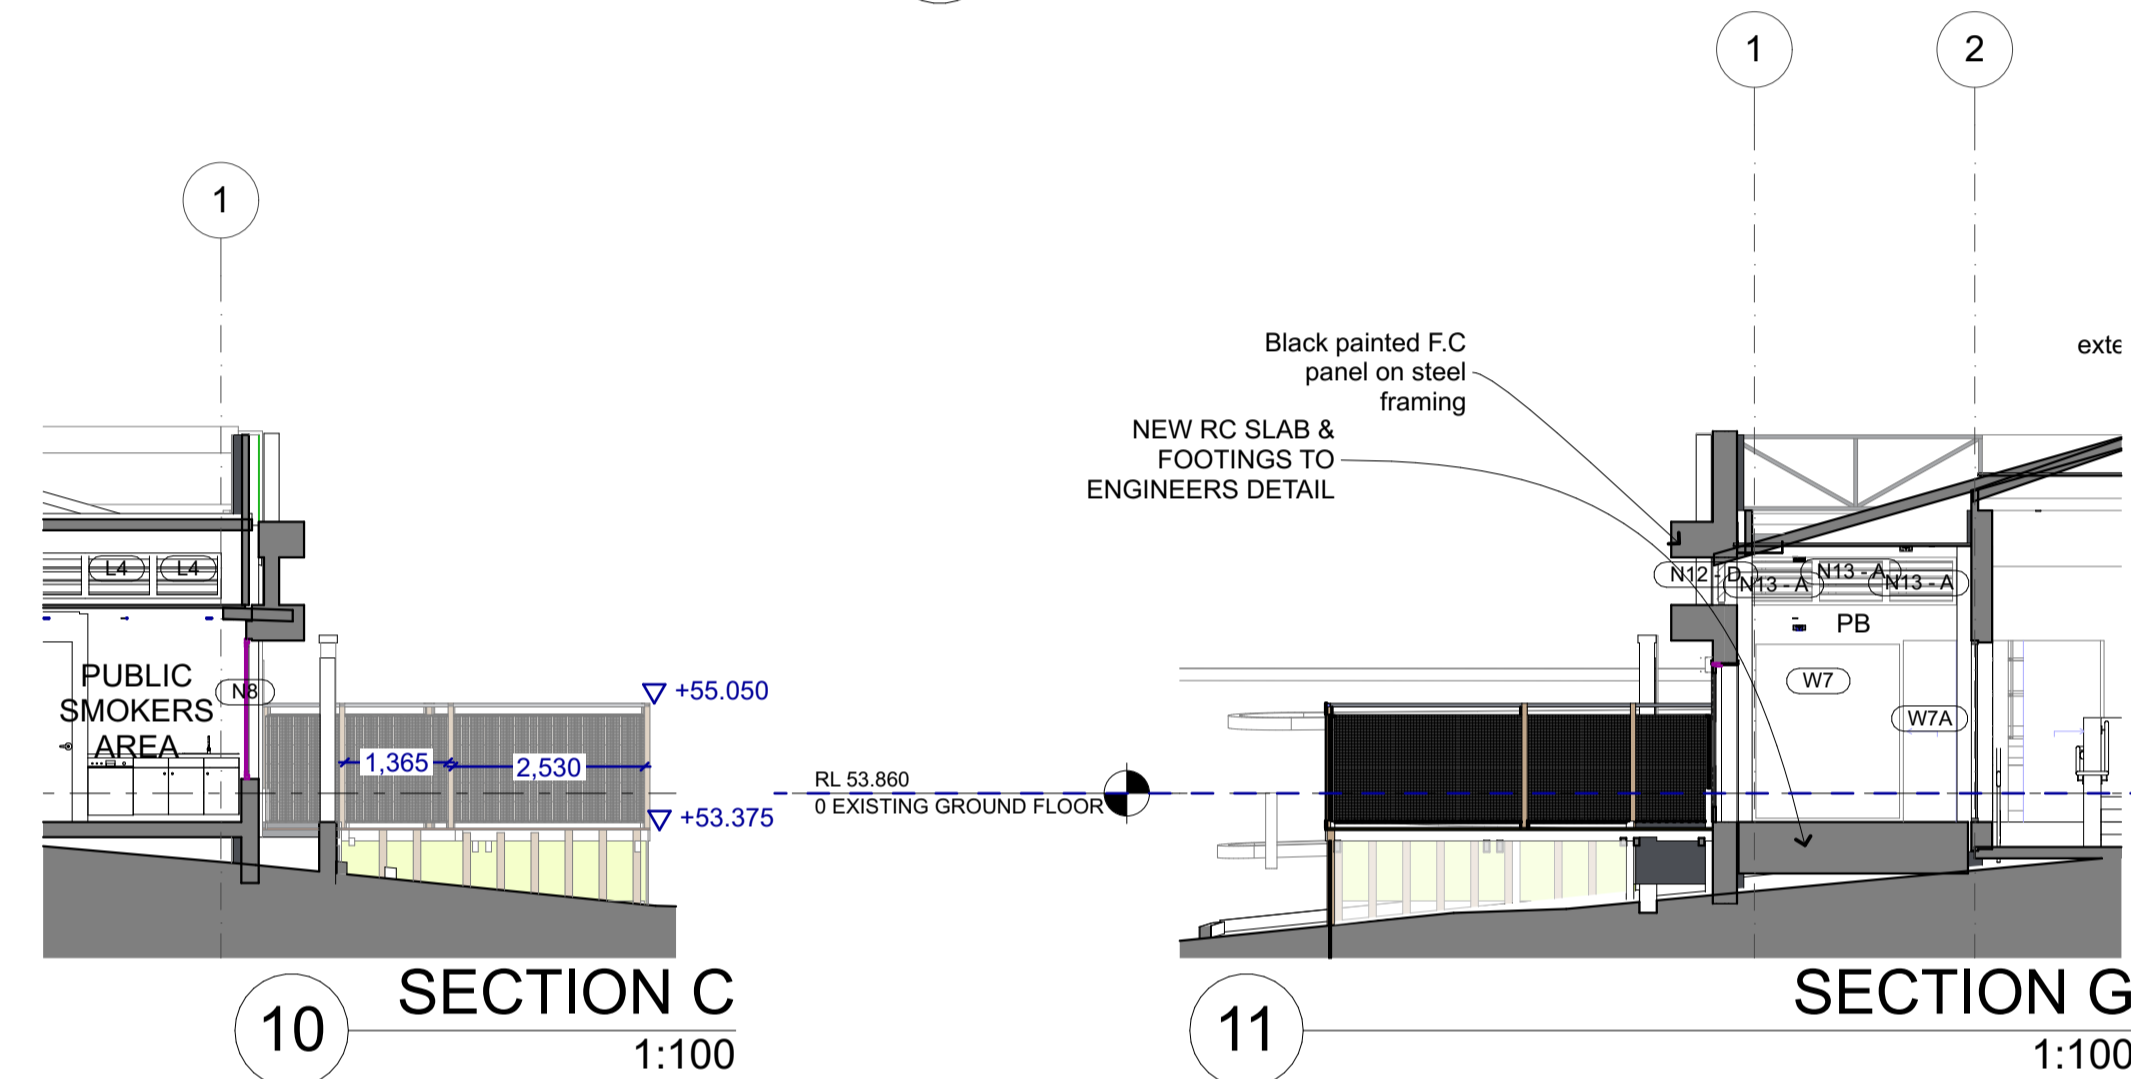 1
1
2
Black painted F.C
panel on steel
framing
exte
NEW RC SLAB &
FOOTINGS TO
ENGINEERS DETAIL
L4
L4
N12 - D
N13 - A
N13 - A
N13 - A
PB
PUBLIC
SMOKERS
AREA
N8
W7
W7A
+55.050
1,365
2,530
+53.375
RL 53.860
0 EXISTING GROUND FLOOR
10
SECTION C
1:100
11
SECTION G
1:100